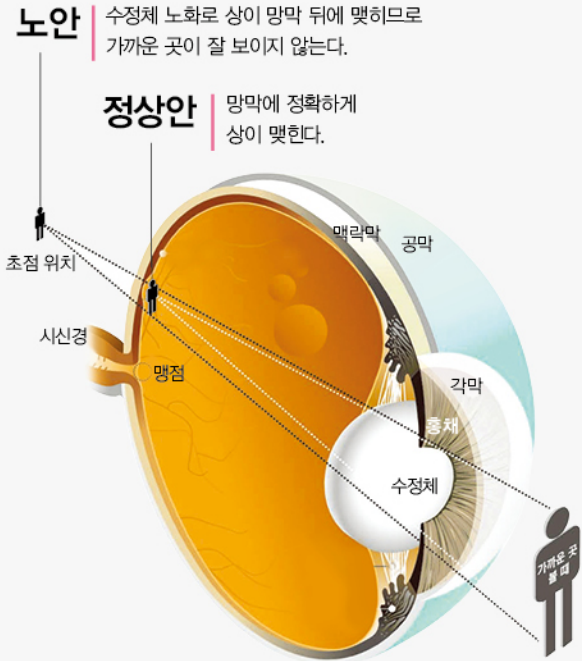 노안
수정체 노화로 상이 망막 뒤에 맺히므로
가까운 곳이 잘 보이지 않는다.
정상안
망막에 정확하게
상이 맺힌다.
맥락막
공막
초점 위치
시신경
맹점
각막
홍채
수정체
가까운 곳
볼 때